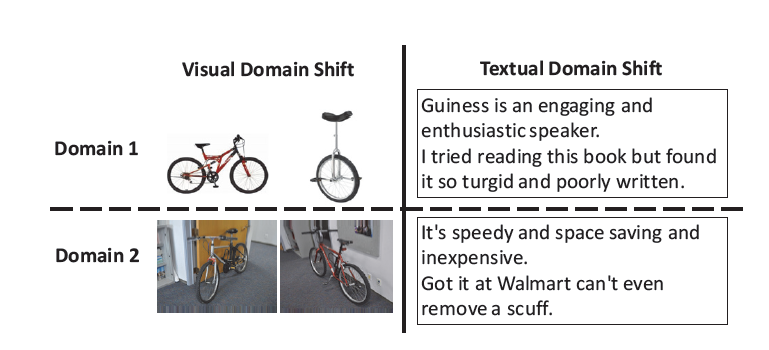 Visual Domain Shift
Textual Domain Shift
Domain 1
Guiness is an engaging and
enthusiastic speaker.
I tried reading this book but found
it so turgid and poorly written.
Domain 2
It's speedy and space saving and
inexpensive.
Got it at Walmart can't even
remove a scuff.